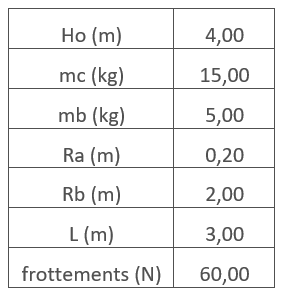 Ho (m) 4,00
mc (kg) 15,00
mb (kg) 5,00
Ra (m) 0,20
Rb (m) 2,00
L (m) 3,00
frottements (N) 60,00